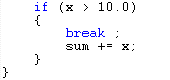 if (x > 10.0)
{
break ;
sum += x;
}
}